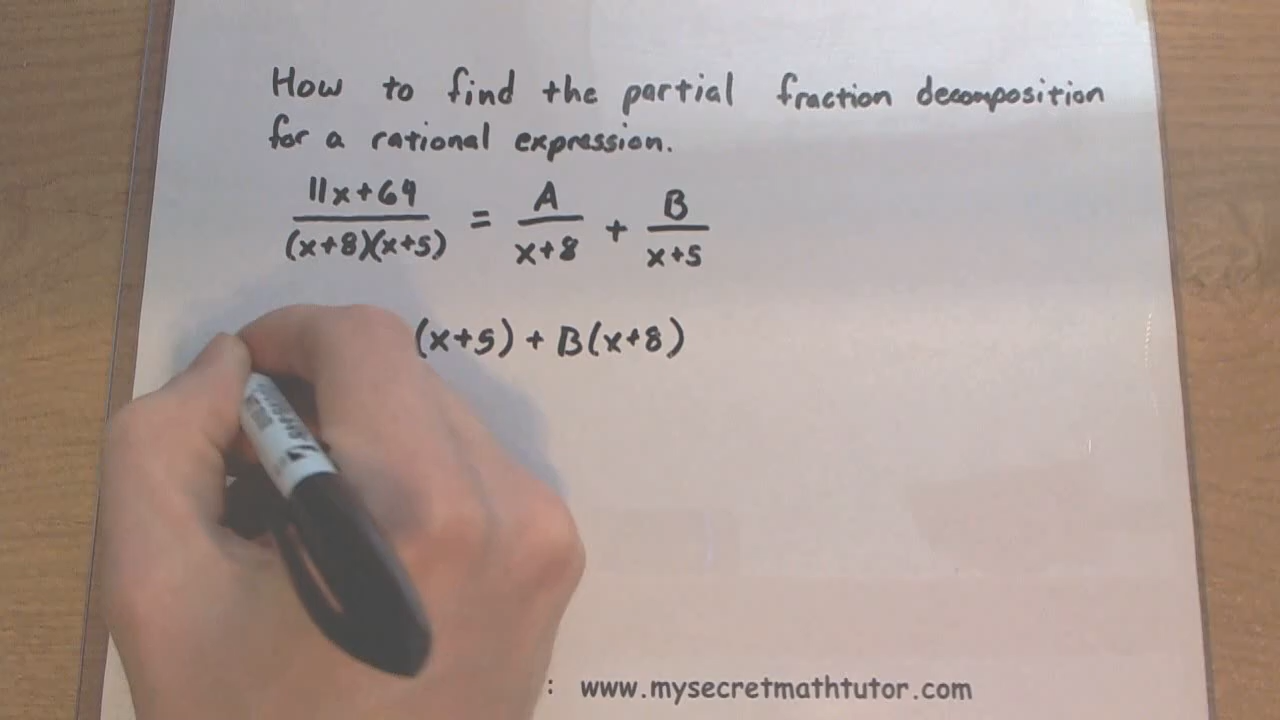 How to find the partial fraction decomposition
for a rational expression.
11x+64
(x+8)(x+5)
=
A
x+8
+
B
x+5
(x+5) + B(x+8)
: www.mysecretmathtutor.com